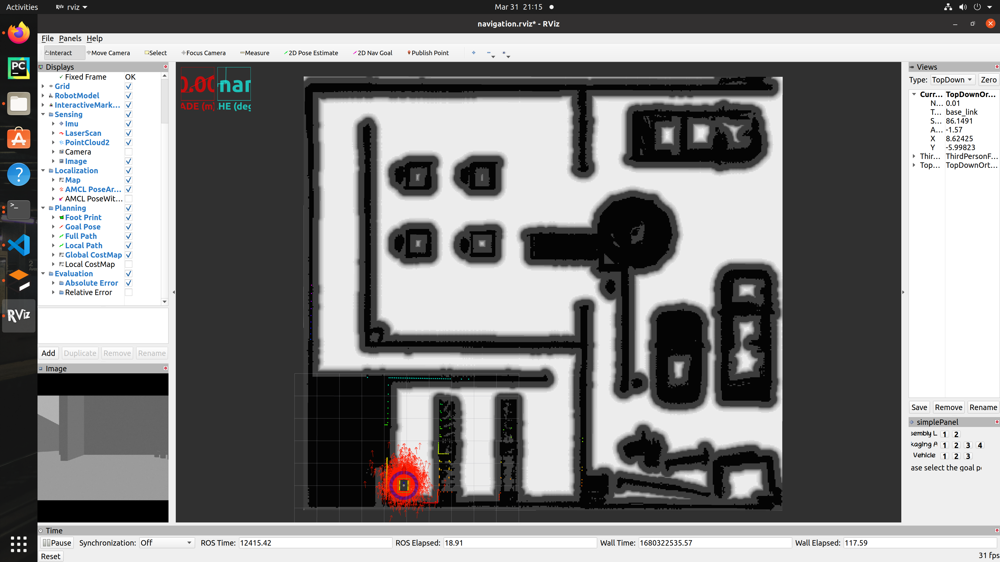 Activities
RViz rviz
Mar 31 21:15
navigation.rviz* - RViz
File Panels Help
Interact Move Camera Select Focus Camera Measure 2D Pose Estimate 2D Nav Goal Publish Point
Displays
Fixed Frame OK
Grid
RobotModel
InteractiveMark...
Sensing
Imu
LaserScan
PointCloud2
Camera
Image
Localization
Map
AMCL PoseAr...
AMCL PoseWit...
Planning
Foot Print
Goal Pose
Full Path
Local Path
Global CostMap
Local CostMap
Evaluation
Absolute Error
Relative Error
Add Duplicate Remove Rename
Image
PC
RViz
0.00 nan
ADE (m) HE (deg
Views
Type: TopDown Zero
Curr... TopDownOr...
N... 0.01
T... base_link
S... 86.1491
A... -1.57
X 8.62425
Y -5.99823
Thir... ThirdPersonF...
Top... TopDownOrt...
Save Remove Rename
simplePanel
sembly L 1 2
kaging A 1 2 3 4
Vehicle 1 2 3
ase select the goal p
Time
Pause Synchronization: Off ROS Time: 12415.42 ROS Elapsed: 18.91 Wall Time: 1680322535.57 Wall Elapsed: 117.59
Reset 31 fps